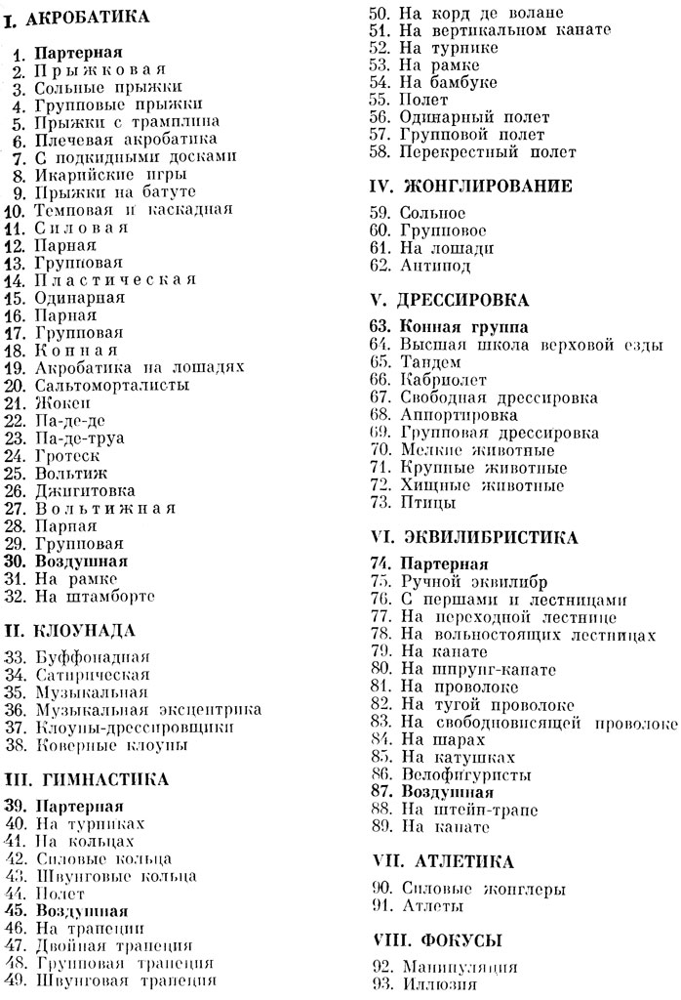 I. АКРОБАТИКА
1. Партерная
2. Прыжковая
3. Сольные прыжки
4. Групповые прыжки
5. Прыжки с трамплина
6. Плечевая акробатика
7. С подкидными досками
8. Икарийские игры
9. Прыжки на батуте
10. Темповая и каскадная
11. Силовая
12. Парная
13. Групповая
14. Пластическая
15. Одинарная
16. Парная
17. Групповая
18. Конная
19. Акробатика на лошадях
20. Сальтоморталисты
21. Жокеи
22. Па-де-де
23. Па-де-труа
24. Гротеск
25. Вольтиж
26. Джигитовка
27. Вольтижная
28. Парная
29. Групповая
30. Воздушная
31. На рамке
32. На штамборте
II. КЛОУНАДА
33. Буффонадная
34. Сатирическая
35. Музыкальная
36. Музыкальная эксцентрика
37. Клоуны-дрессировщики
38. Коверные клоуны
III. ГИМНАСТИКА
39. Партерная
40. На турниках
41. На кольцах
42. Силовые кольца
43. Швунговые кольца
44. Полет
45. Воздушная
46. На трапеции
47. Двойная трапеция
48. Групповая трапеция
49. Швунговая трапеция
50. На корд де волане
51. На вертикальном канате
52. На турнике
53. На рамке
54. На бамбуке
55. Полет
56. Одинарный полет
57. Групповой полет
58. Перекрестный полет
IV. ЖОНГЛИРОВАНИЕ
59. Сольное
60. Групповое
61. На лошади
62. Антипод
V. ДРЕССИРОВКА
63. Конная группа
64. Высшая школа верховой езды
65. Тандем
66. Кабриолет
67. Свободная дрессировка
68. Аппортировка
69. Групповая дрессировка
70. Мелкие животные
71. Крупные животные
72. Хищные животные
73. Птицы
VI. ЭКВИЛИБРИСТИКА
74. Партерная
75. Ручной эквилибр
76. С першами и лестницами
77. На переходной лестнице
78. На вольностоящих лестницах
79. На канате
80. На шпрунг-канате
81. На проволоке
82. На тугой проволоке
83. На свободновисящей проволоке
84. На шарах
85. На катушках
86. Велофигуристы
87. Воздушная
88. На штейн-трапе
89. На канате
VII. АТЛЕТИКА
90. Силовые жонглеры
91. Атлеты
VIII. ФОКУСЫ
92. Манипуляция
93. Иллюзия